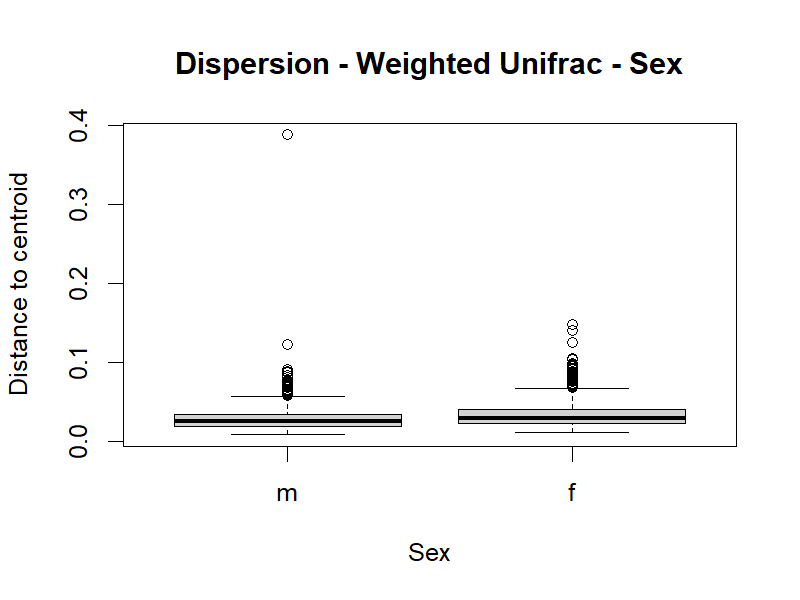 Dispersion - Weighted Unifrac - Sex
Distance to centroid
0.4
0.3
0.2
0.1
0.0
m f
Sex